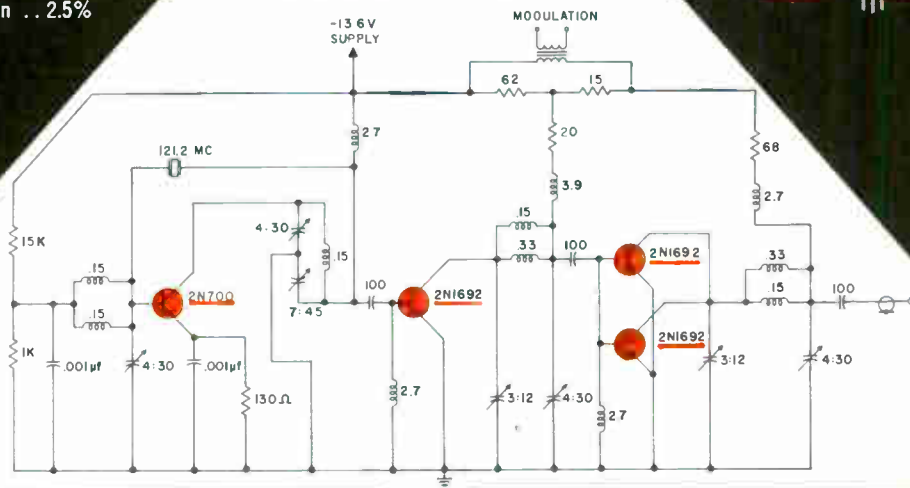 n .. 2.5%
-13 6V
SUPPLY
MODULATION
62
15
2.7
20
68
121.2 MC
3.9
2.7
15K
4:30
.15
.15
.15
.33
100
2N1692
.33
.15
2N700
7:45
100
2N1692
.15
100
2N1692
1K
.001µf
4:30
.001µf
130Ω
2.7
3:12
4:30
2.7
3:12
4:30